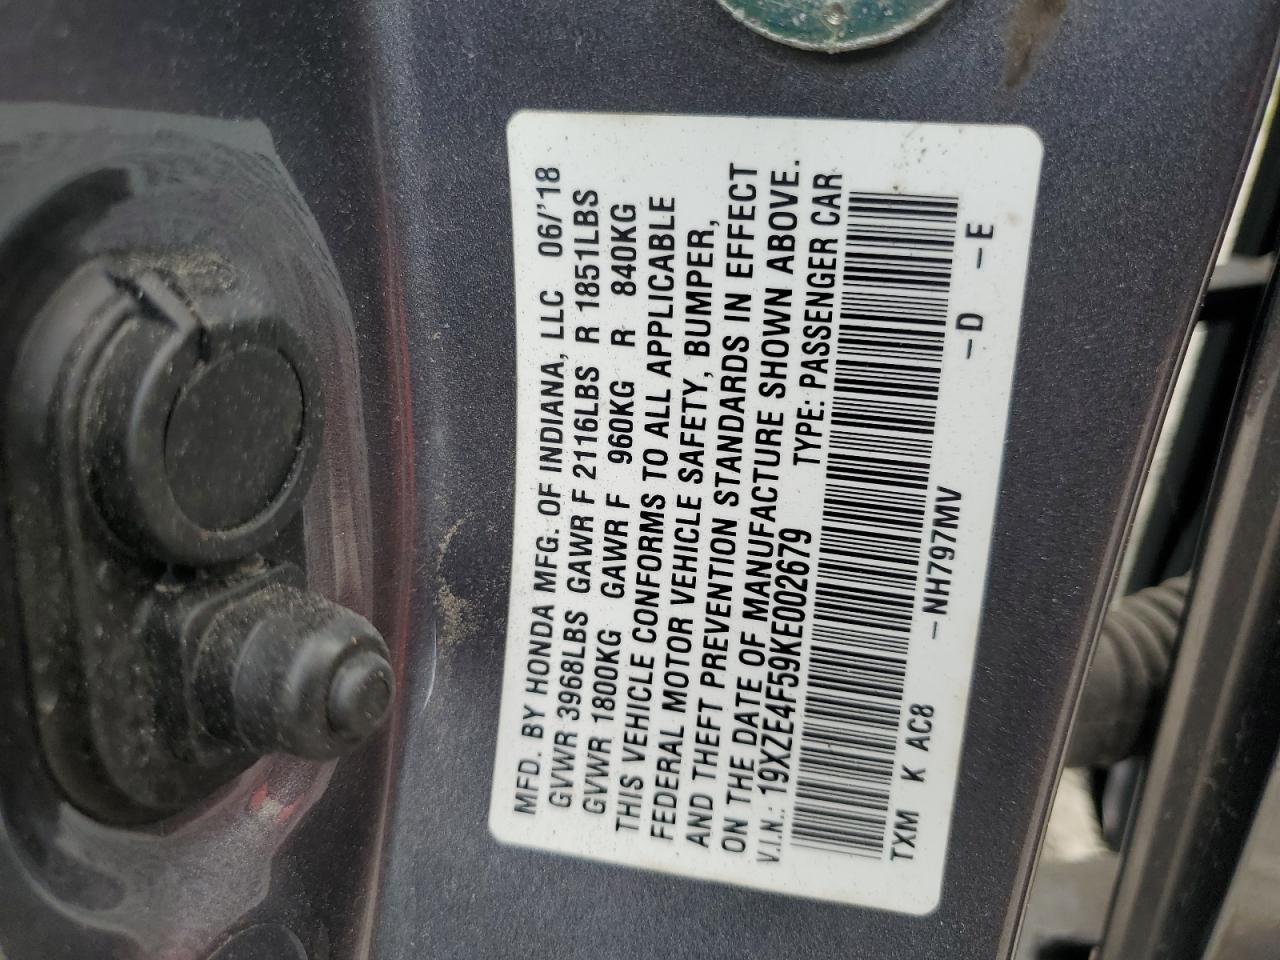 MFD. BY HONDA MFG. OF INDIANA, LLC 06/'18
GVWR 3968LBS GAWR F 2116LBS R 1851LBS
GVWR 1800KG GAWR F 960KG R 840KG
THIS VEHICLE CONFORMS TO ALL APPLICABLE
FEDERAL MOTOR VEHICLE SAFETY, BUMPER,
AND THEFT PREVENTION STANDARDS IN EFFECT
ON THE DATE OF MANUFACTURE SHOWN ABOVE.
V.I.N.: 19XZE4F59KE002679 TYPE: PASSENGER CAR
TXM K AC8 -NH797MV -D -E